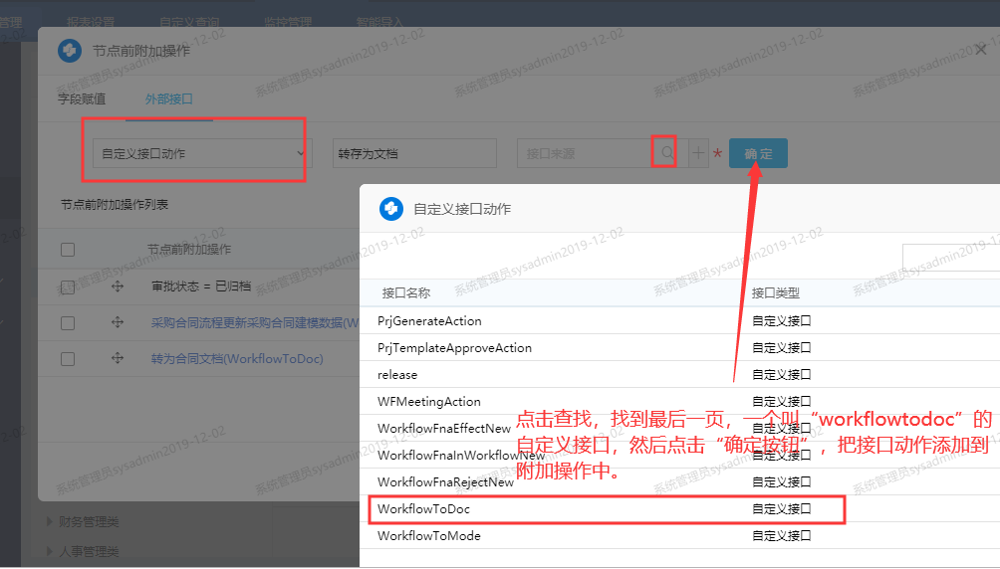 管理 报表设置 自定义查询 监控管理 智能导入
节点前附加操作
字段赋值 外部接口
自定义接口动作 转存为文档 接口来源 * 确 定
节点前附加操作列表
节点前附加操作
审批状态 = 已归档
采购合同流程更新采购合同建模数据(W
转为合同文档(WorkflowToDoc)
财务管理类
人事管理类
自定义接口动作
接口名称 接口类型
PrjGenerateAction 自定义接口
PrjTemplateApproveAction 自定义接口
release 自定义接口
WFMeetingAction 自定义接口
WorkflowFnaEffectNew 自定义接口
WorkflowFnaInWorkflowNew 自定义接口
WorkflowFnaRejectNew 自定义接口
WorkflowToDoc 自定义接口
WorkflowToMode 自定义接口
点击查找，找到最后一页，一个叫“workflowtodoc”的
自定义接口，然后点击“确定按钮”，把接口动作添加到
附加操作中。
系统管理员sysadmin2019-12-02